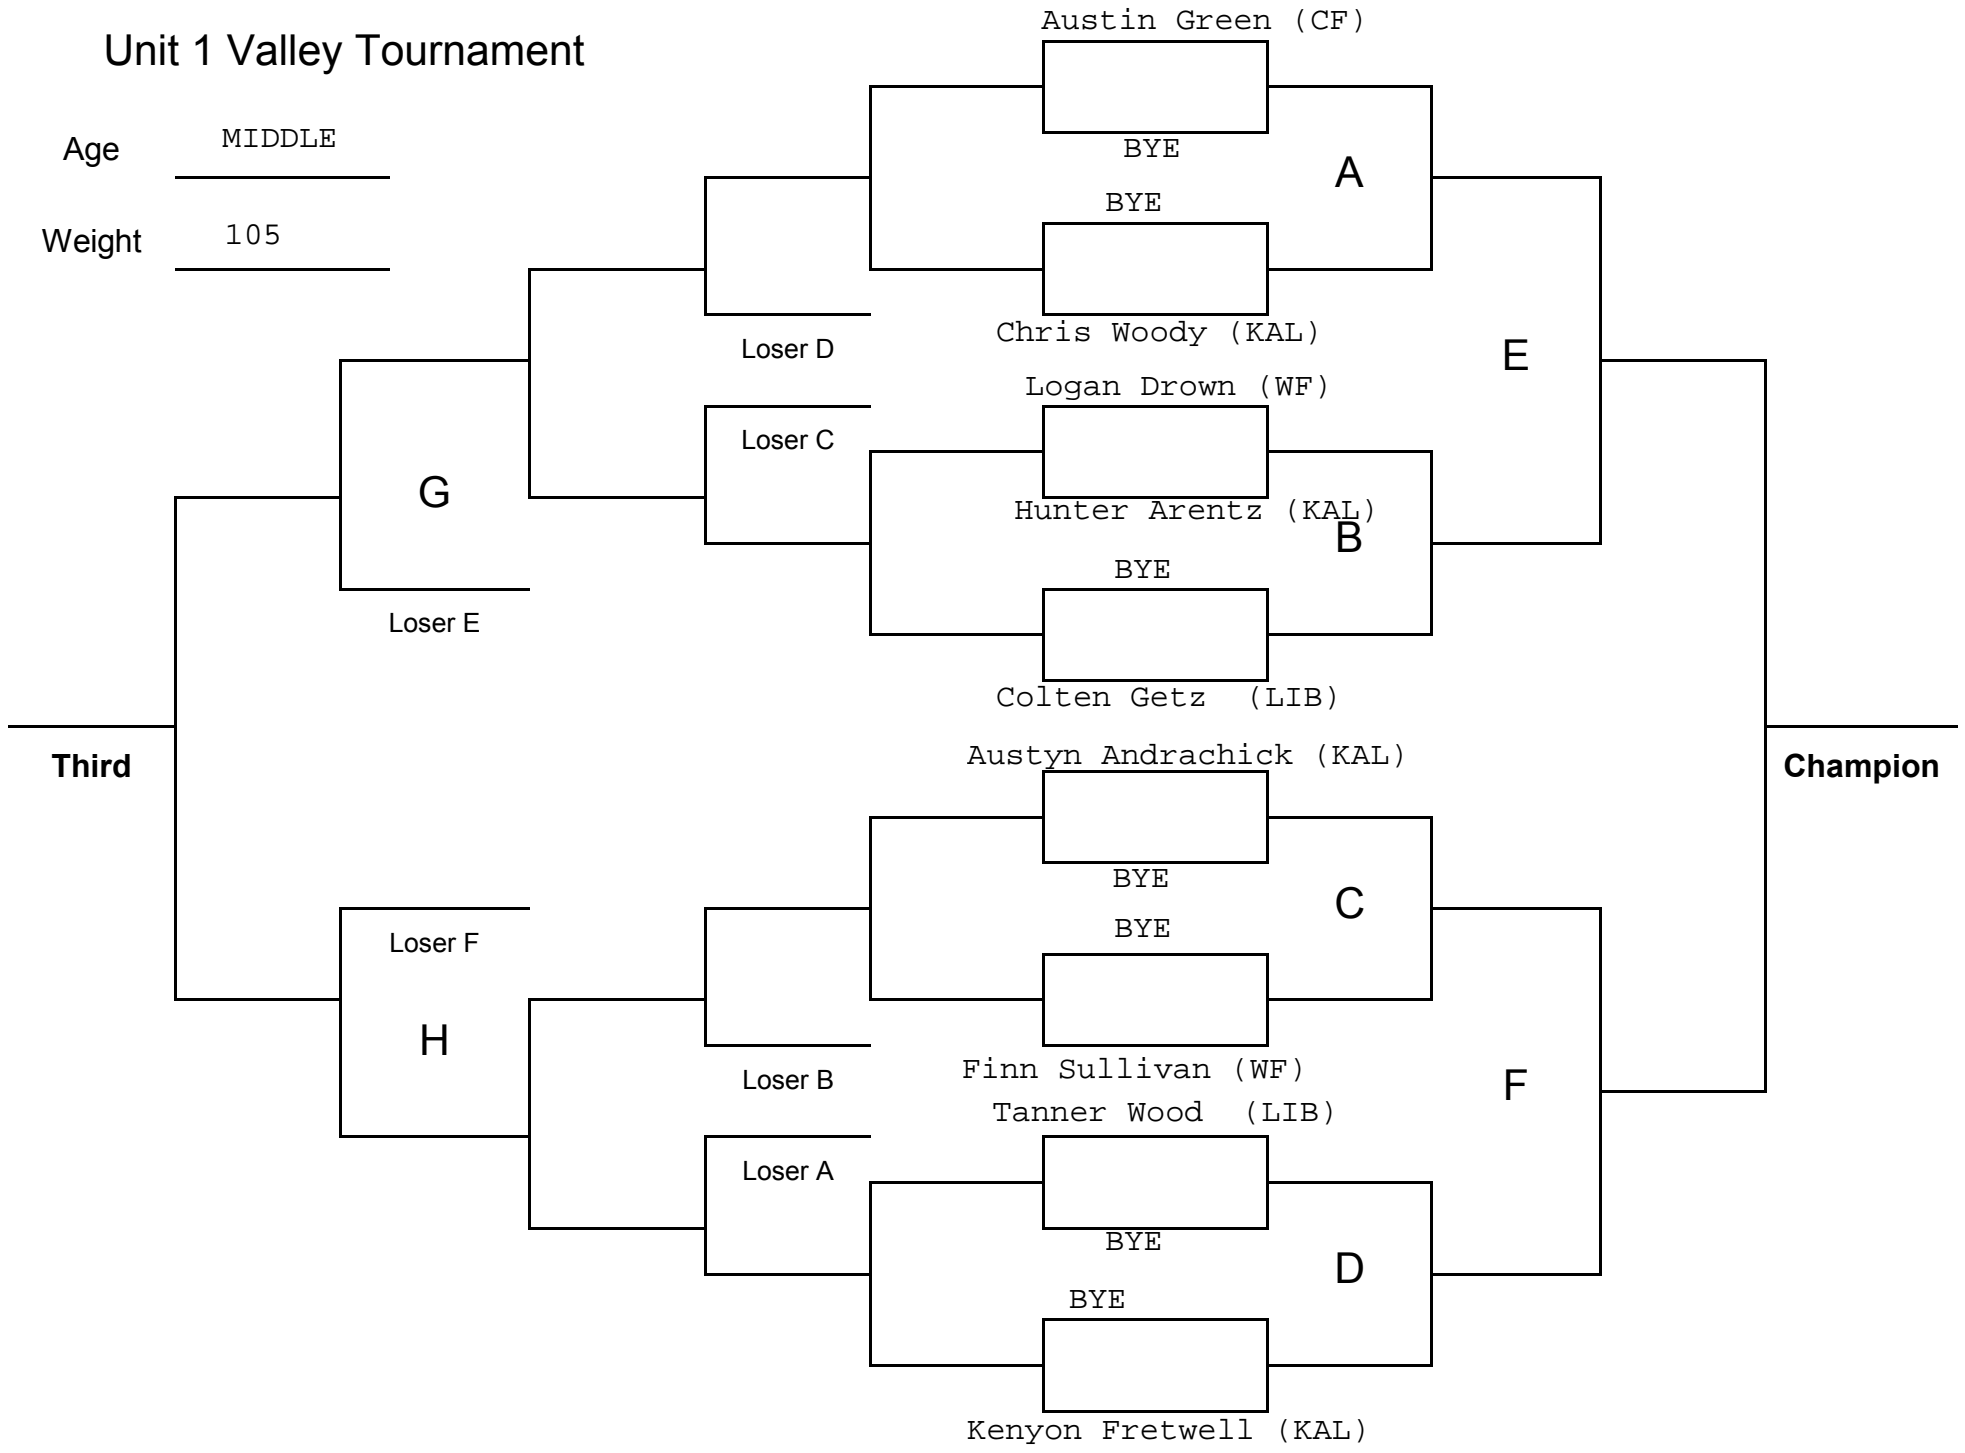 Unit 1 Valley Tournament
Age MIDDLE
Weight 105
Austin Green (CF)
BYE
A
BYE
Chris Woody (KAL)
Loser D
E
Logan Drown (WF)
Loser C
Hunter Arentz (KAL)
B
G
BYE
Loser E
Colten Getz (LIB)
Third
Champion
Austyn Andrachick (KAL)
BYE
C
BYE
Loser F
H
Finn Sullivan (WF)
Loser B
F
Tanner Wood (LIB)
Loser A
BYE
D
BYE
Kenyon Fretwell (KAL)